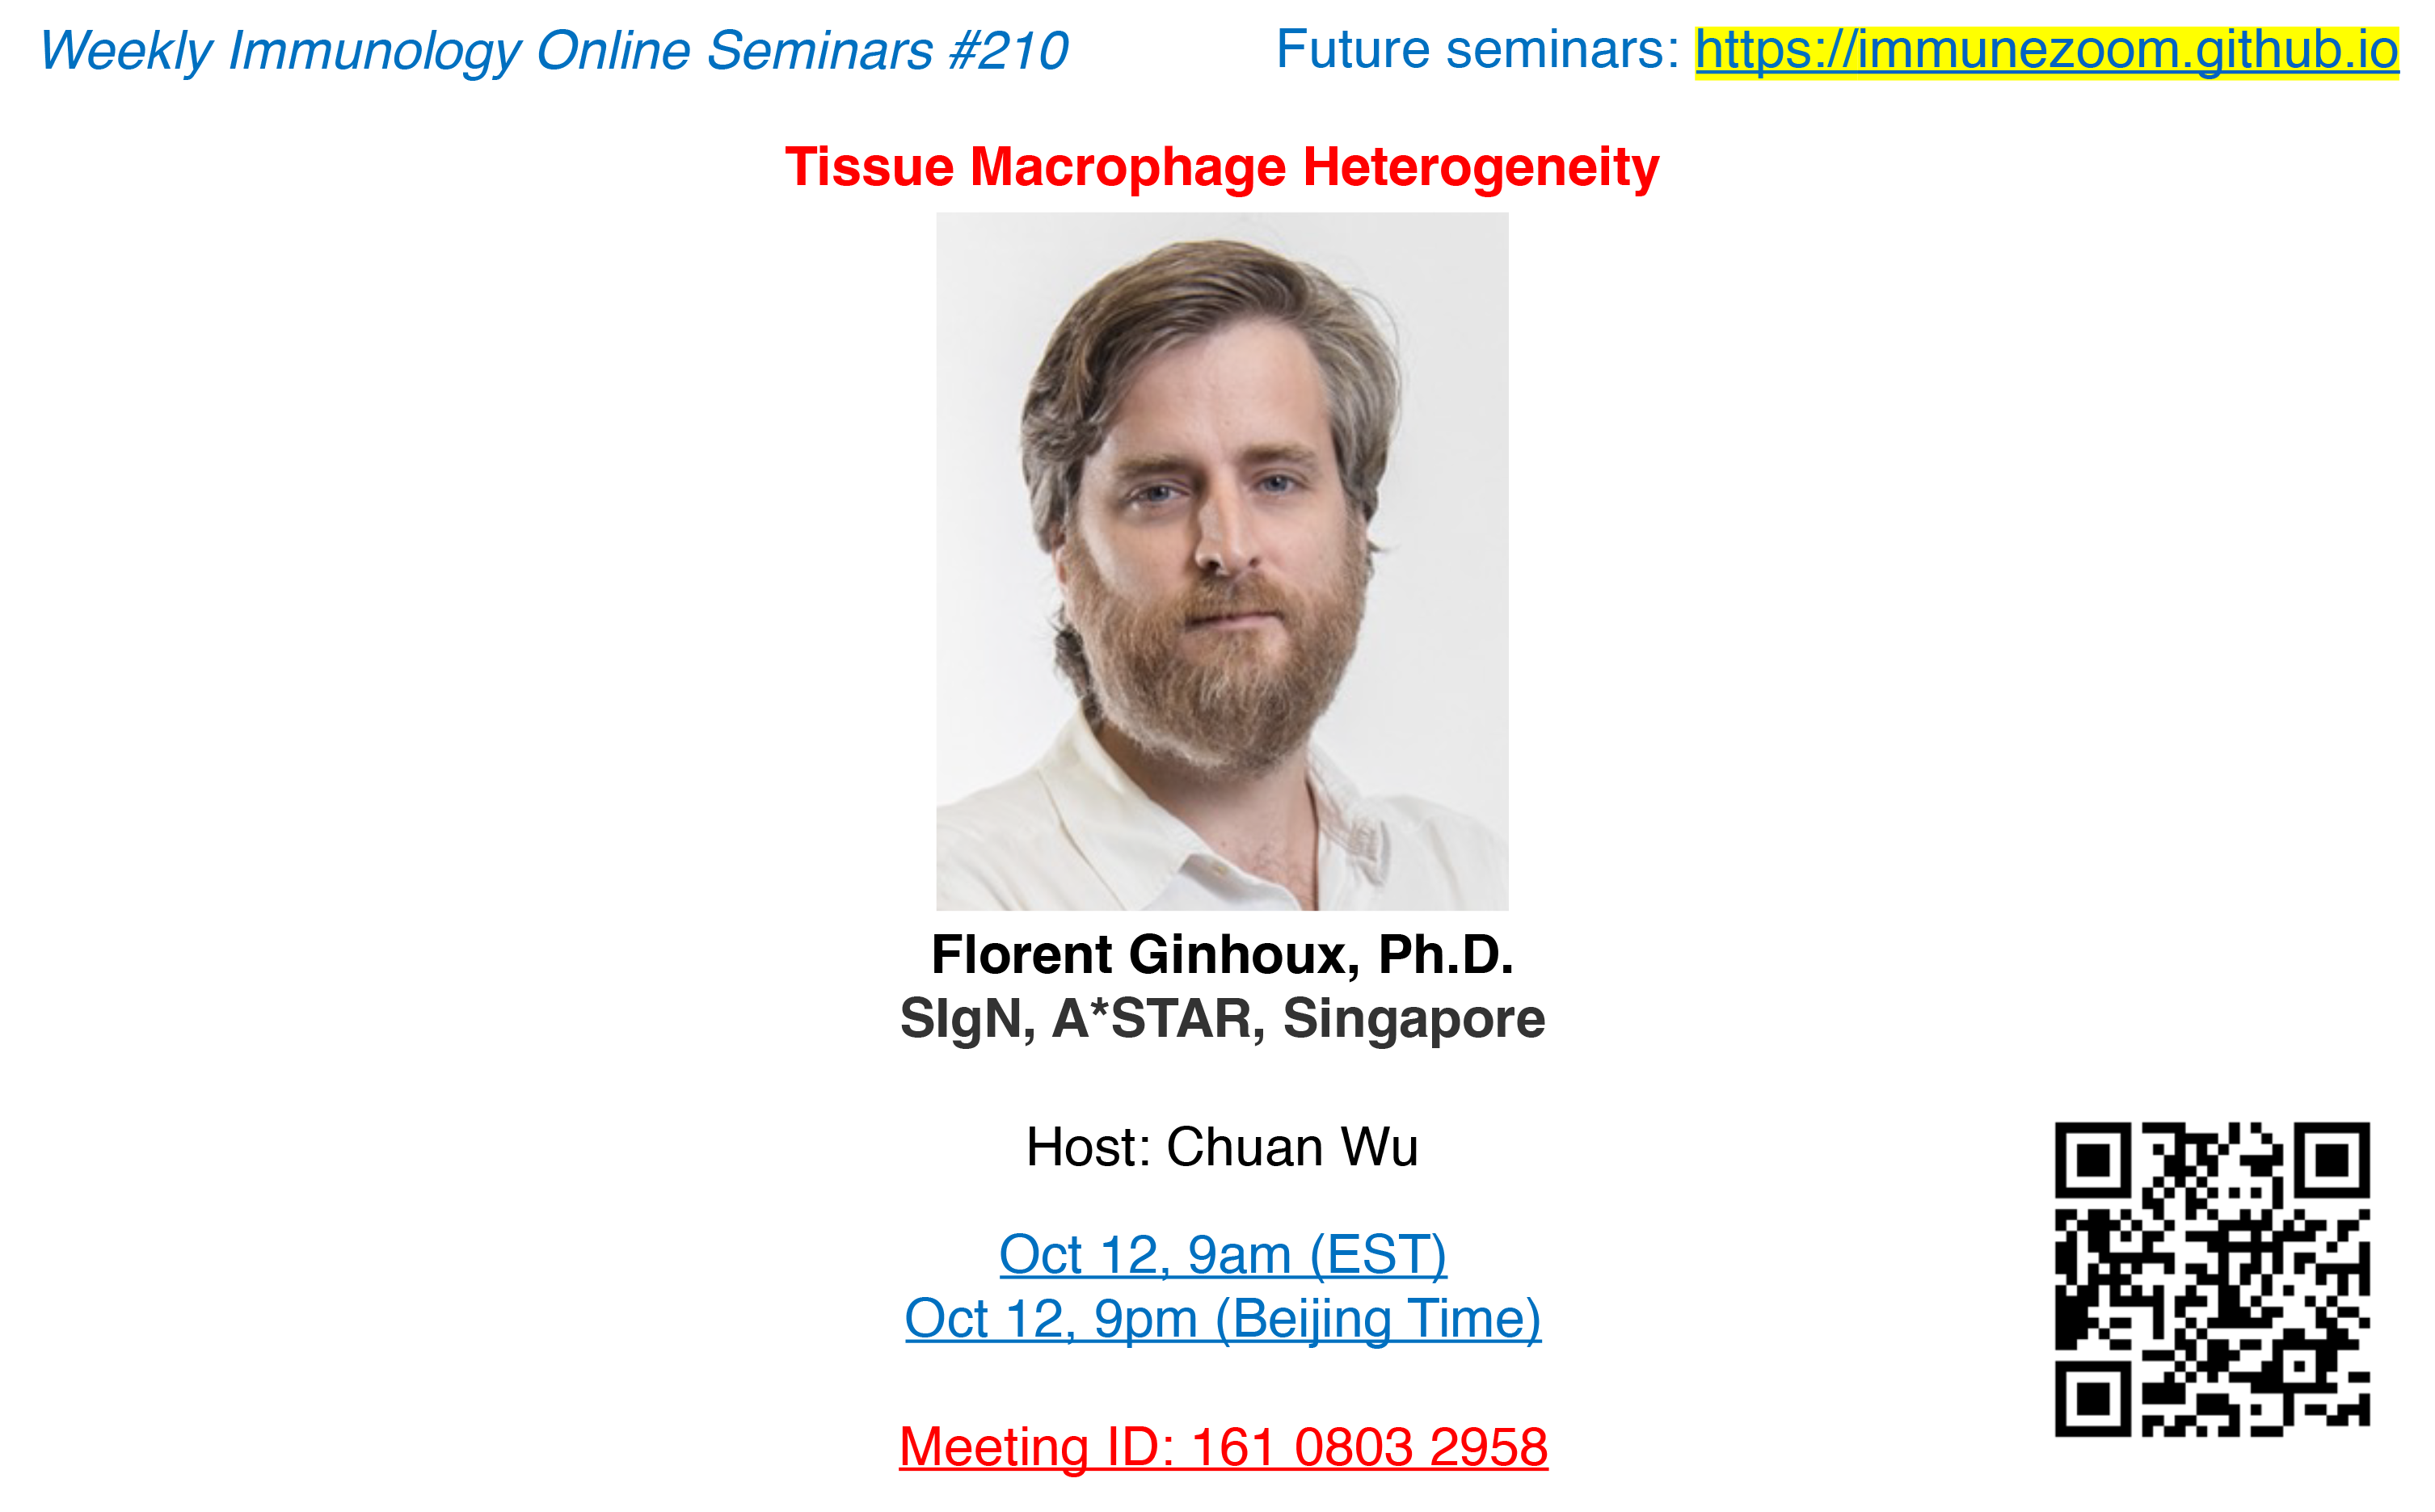 Weekly Immunology Online Seminars #210
Future seminars: https://immunezoom.github.io
Tissue Macrophage Heterogeneity
Florent Ginhoux, Ph.D.
SIgN, A*STAR, Singapore
Host: Chuan Wu
Oct 12, 9am (EST)
Oct 12, 9pm (Beijing Time)
Meeting ID: 161 0803 2958